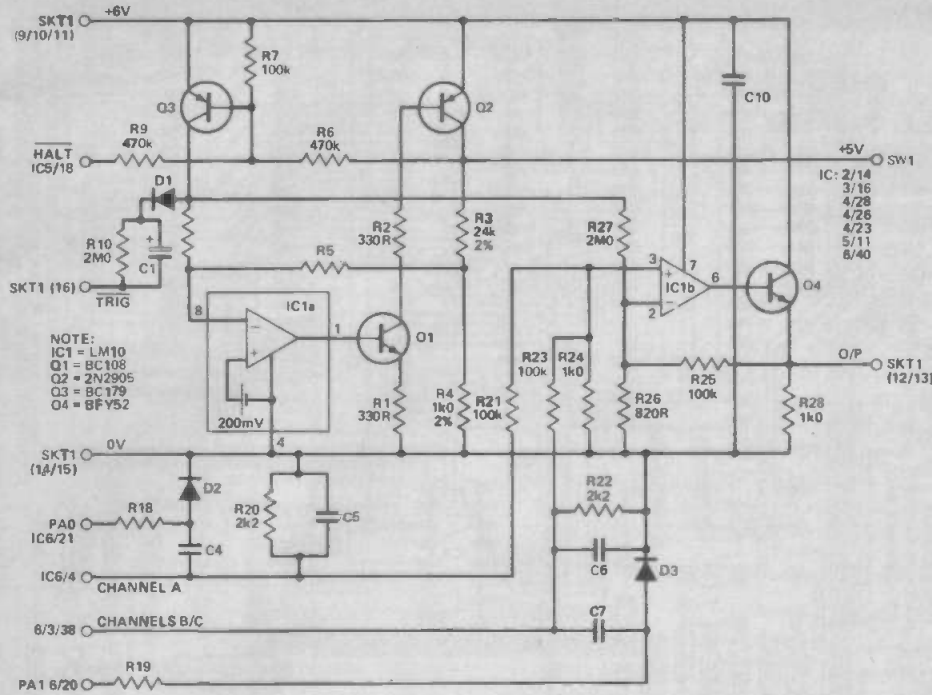 SKT1
(9/10/11)
+6V
R7
100k
Q3
Q2
C10
R9
470k
R6
470k
HALT
IC5/18
+5V
SW1
IC: 2/14
3/16
4/28
4/26
4/23
5/11
8/40
D1
R10
2M0
+
C1
R2
330R
R3
24k
2%
R27
2M0
R5
SKT1 (16)
TRIG
IC1a
8
−
+
1
200mV
4
Q1
3
+
7
IC1b
6
−
2
Q4
NOTE:
IC1 = LM10
Q1 = BC108
Q2 = 2N2905
Q3 = BC179
Q4 = BFY52
R1
330R
R4
1k0
2%
R21
100k
R23
100k
R24
1k0
R26
820R
R25
100k
O/P
SKT1
(12/13)
R28
1k0
SKT1
(14/15)
0V
D2
R20
2k2
C5
R22
2k2
PA0
IC6/21
R18
C4
C6
D3
IC6/4
CHANNEL A
6/3/38
CHANNELS B/C
C7
PA1 6/20
R19